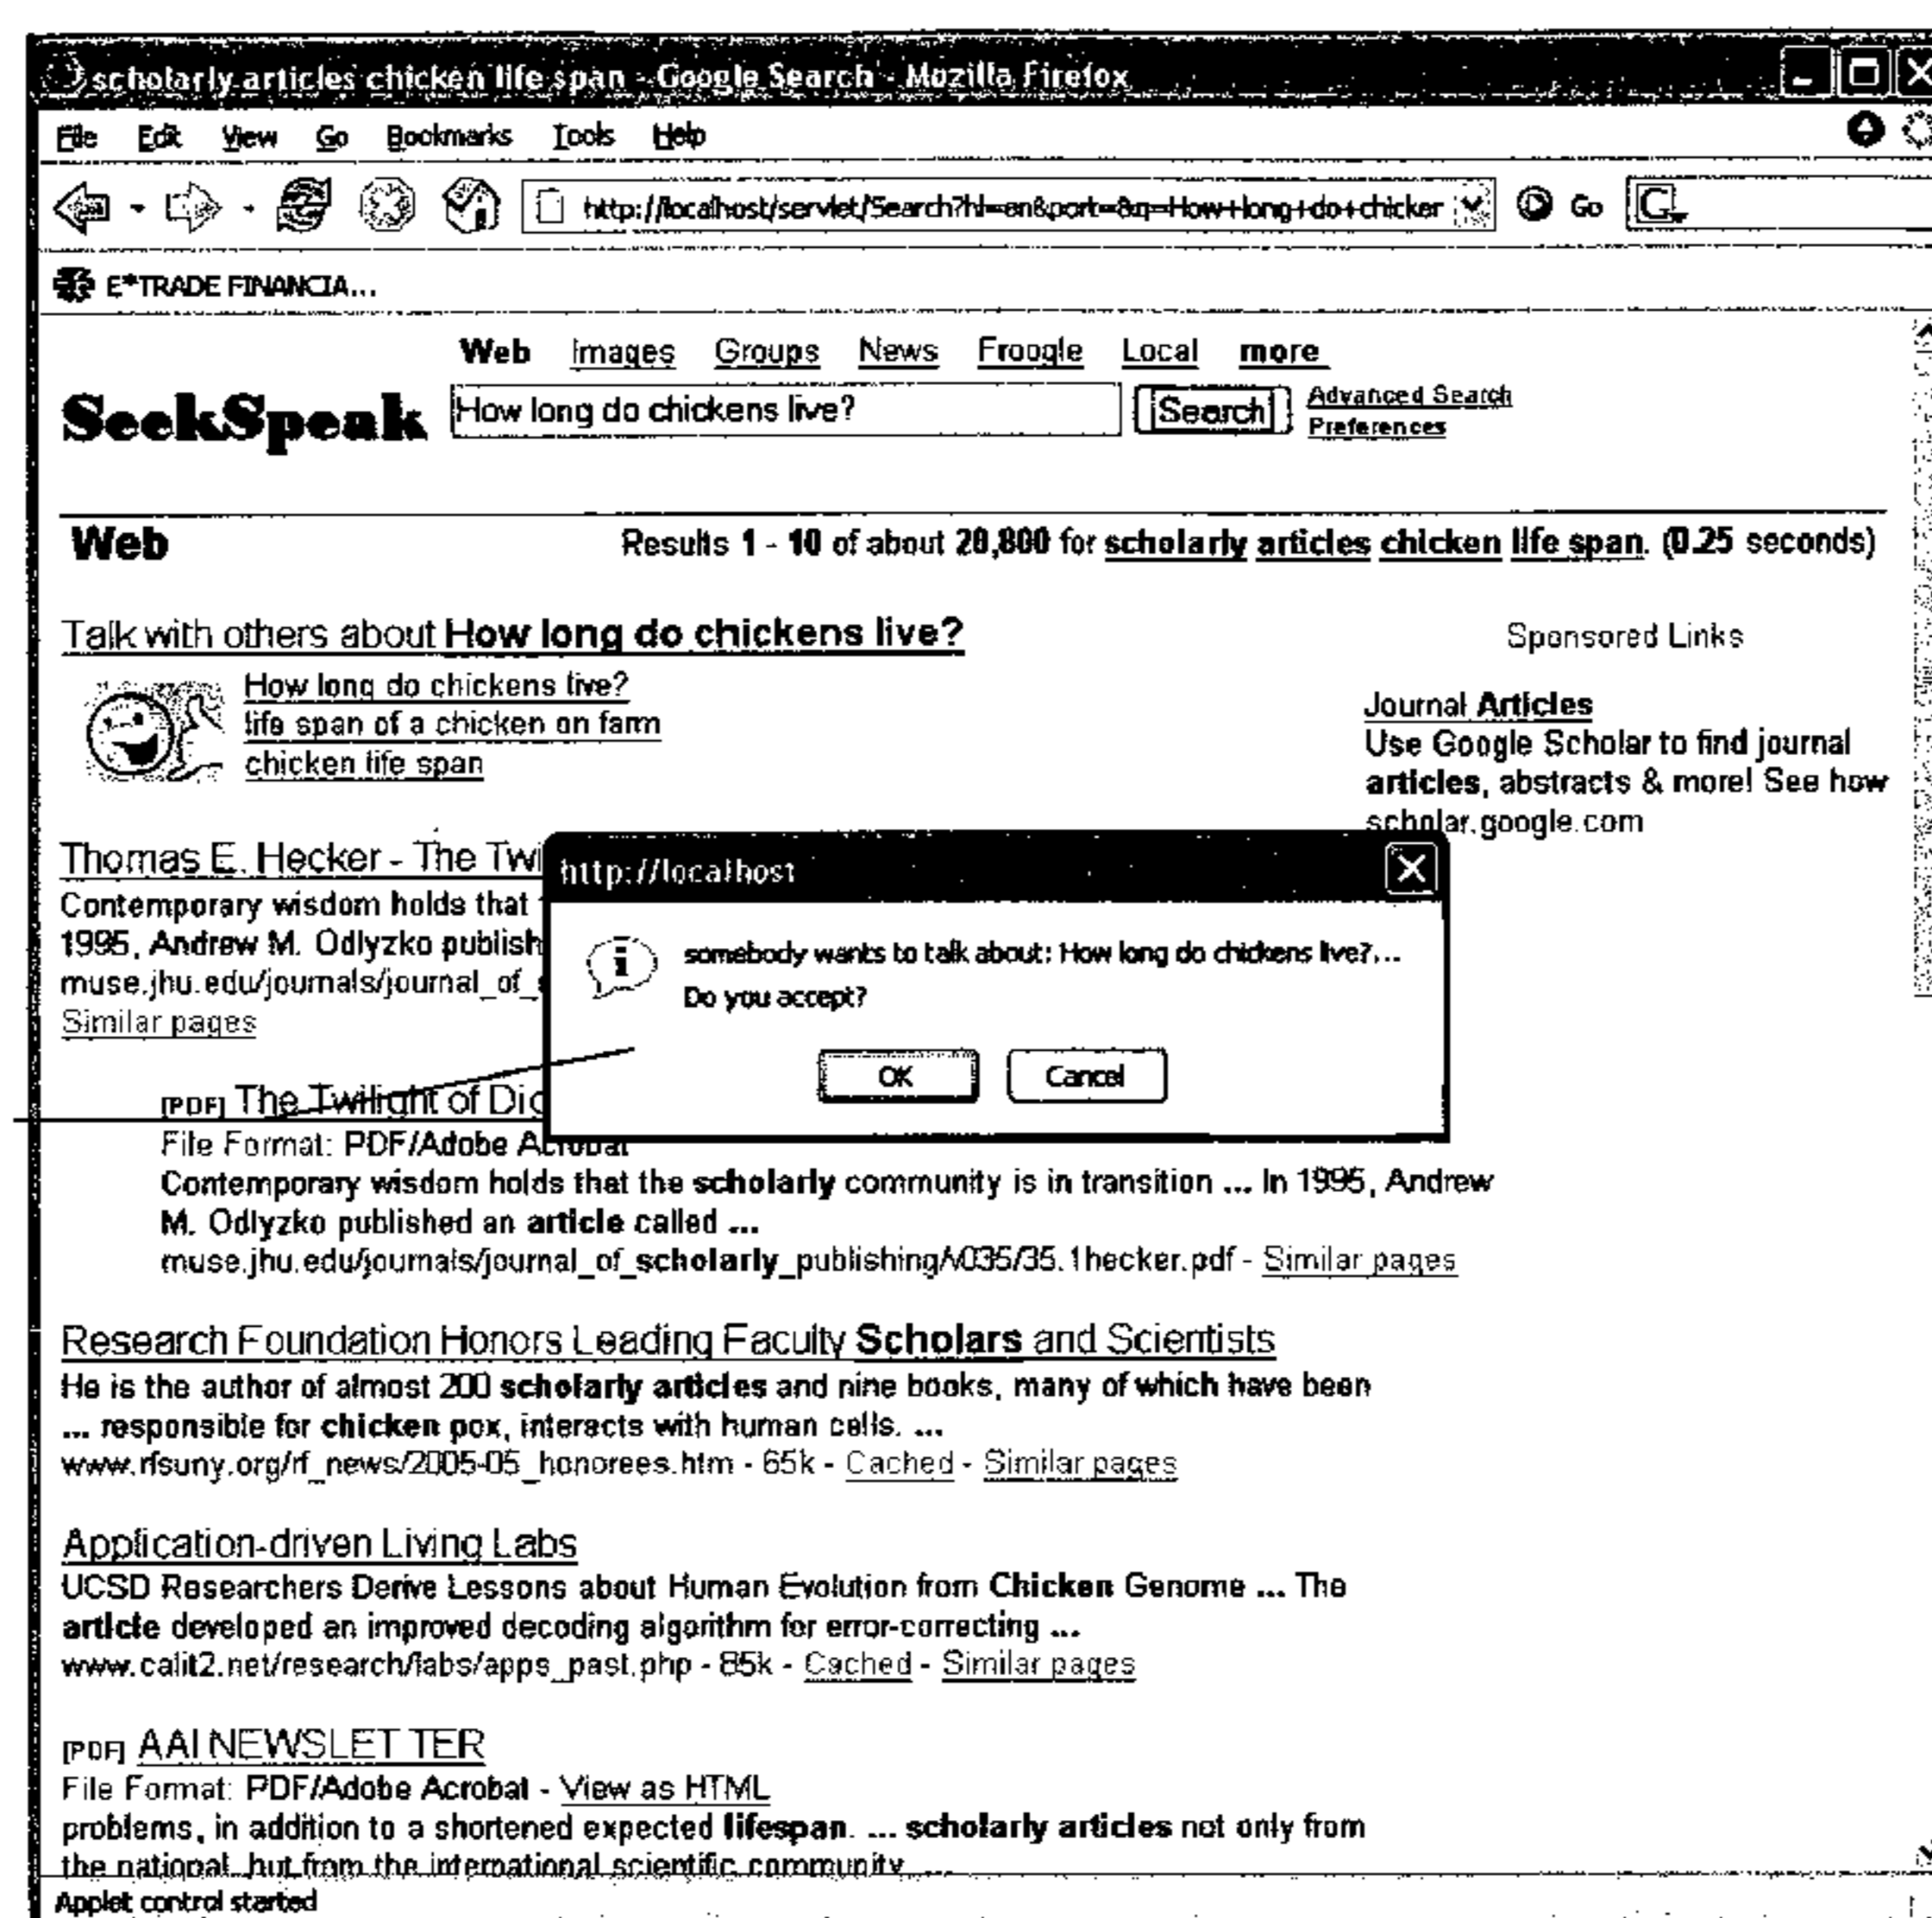 scholarly articles chicken life span - Google Search - Mozilla Firefox
File Edit View Go Bookmarks Tools Help
http://localhost/servlet/Search?hl=en&port=&q=How+long+do+chicken Go G
E*TRADE FINANCIA...
Web Images Groups News Froogle Local more
SeekSpeak How long do chickens live? Search Advanced Search
Preferences
Web Results 1 - 10 of about 20,800 for scholarly articles chicken life span. (0.25 seconds)
Talk with others about How long do chickens live? Sponsored Links
How long do chickens live?
life span of a chicken on farm
chicken life span
Journal Articles
Use Google Scholar to find journal
articles, abstracts & more! See how
scholar.google.com
Thomas E. Hecker - The Twi
Contemporary wisdom holds that
1995, Andrew M. Odlyzko publish
muse.jhu.edu/journals/journal_of_
Similar pages
http://localhost
somebody wants to talk about: How long do chickens live?...
Do you accept?
OK Cancel
[PDF] The Twilight of Dig
File Format: PDF/Adobe Acrobat
Contemporary wisdom holds that the scholarly community is in transition ... In 1995, Andrew
M. Odlyzko published an article called ...
muse.jhu.edu/journals/journal_of_scholarly_publishing/v035/35.1hecker.pdf - Similar pages
Research Foundation Honors Leading Faculty Scholars and Scientists
He is the author of almost 200 scholarly articles and nine books, many of which have been
... responsible for chicken pox, interacts with human cells. ...
www.rfsuny.org/rf_news/2005-05_honorees.htm - 65k - Cached - Similar pages
Application-driven Living Labs
UCSD Researchers Derive Lessons about Human Evolution from Chicken Genome ... The
article developed an improved decoding algorithm for error-correcting ...
www.calit2.net/research/labs/apps_past.php - 85k - Cached - Similar pages
[PDF] AAI NEWSLET TER
File Format: PDF/Adobe Acrobat - View as HTML
problems, in addition to a shortened expected lifespan. ... scholarly articles not only from
the national but from the international scientific community ...
Applet control started